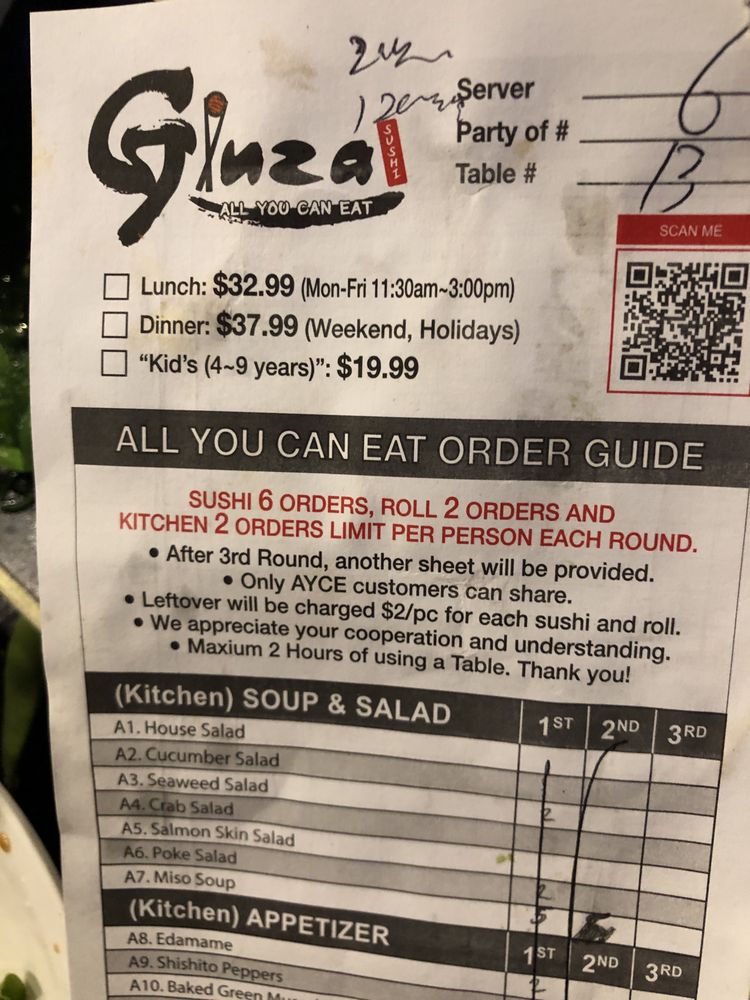 Ginza
SUSHI
ALL YOU CAN EAT
Server
Party of # 6
Table # 13
SCAN ME
Lunch: $32.99 (Mon-Fri 11:30am~3:00pm)
Dinner: $37.99 (Weekend, Holidays)
“Kid's (4~9 years)”: $19.99
ALL YOU CAN EAT ORDER GUIDE
SUSHI 6 ORDERS, ROLL 2 ORDERS AND
KITCHEN 2 ORDERS LIMIT PER PERSON EACH ROUND.
• After 3rd Round, another sheet will be provided.
• Only AYCE customers can share.
• Leftover will be charged $2/pc for each sushi and roll.
• We appreciate your cooperation and understanding.
• Maxium 2 Hours of using a Table. Thank you!
(Kitchen) SOUP & SALAD 1ST 2ND 3RD
A1. House Salad
A2. Cucumber Salad
A3. Seaweed Salad
A4. Crab Salad 2
A5. Salmon Skin Salad
A6. Poke Salad
A7. Miso Soup 2
(Kitchen) APPETIZER 1ST 2ND 3RD
A8. Edamame 2
A9. Shishito Peppers
A10. Baked Green